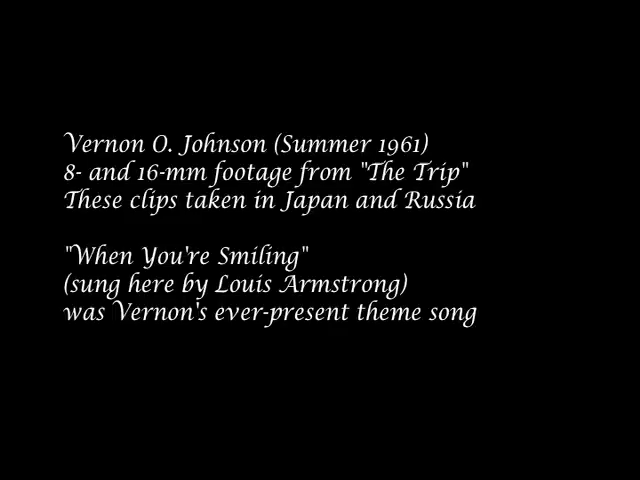 Vernon O. Johnson (Summer 1961)
8- and 16-mm footage from "The Trip"
These clips taken in Japan and Russia
"When You're Smiling"
(sung here by Louis Armstrong)
was Vernon's ever-present theme song